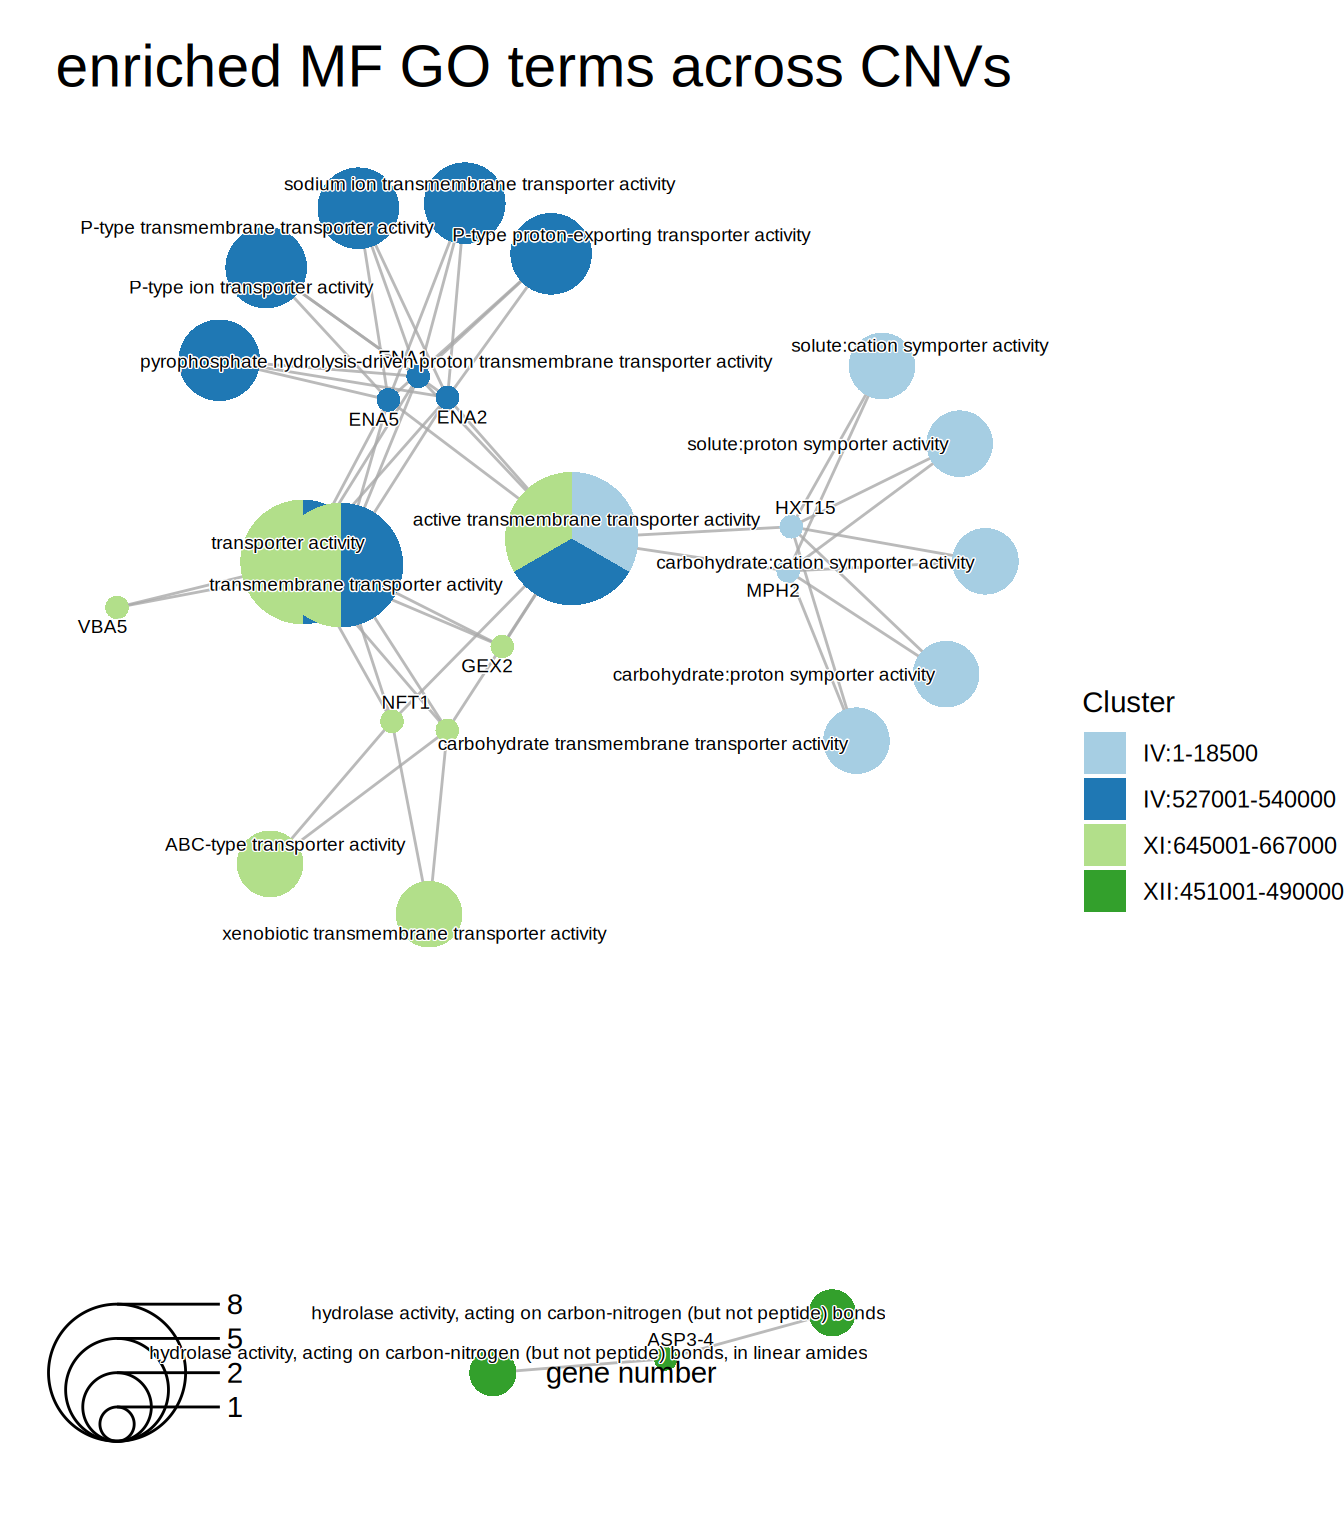 enriched MF GO terms across CNVs
sodium ion transmembrane transporter activity
P-type transmembrane transporter activity
P-type proton-exporting transporter activity
P-type ion transporter activity
ENA1
pyrophosphate hydrolysis-driven proton transmembrane transporter activity
ENA5
ENA2
solute:cation symporter activity
solute:proton symporter activity
HXT15
active transmembrane transporter activity
transporter activity
carbohydrate:cation symporter activity
transmembrane transporter activity
MPH2
VBA5
GEX2
carbohydrate:proton symporter activity
NFT1
carbohydrate transmembrane transporter activity
ABC-type transporter activity
xenobiotic transmembrane transporter activity
Cluster
IV:1-18500
IV:527001-540000
XI:645001-667000
XII:451001-490000
8
5
2
1
hydrolase activity, acting on carbon-nitrogen (but not peptide) bonds
ASP3-4
hydrolase activity, acting on carbon-nitrogen (but not peptide) bonds, in linear amides
gene number